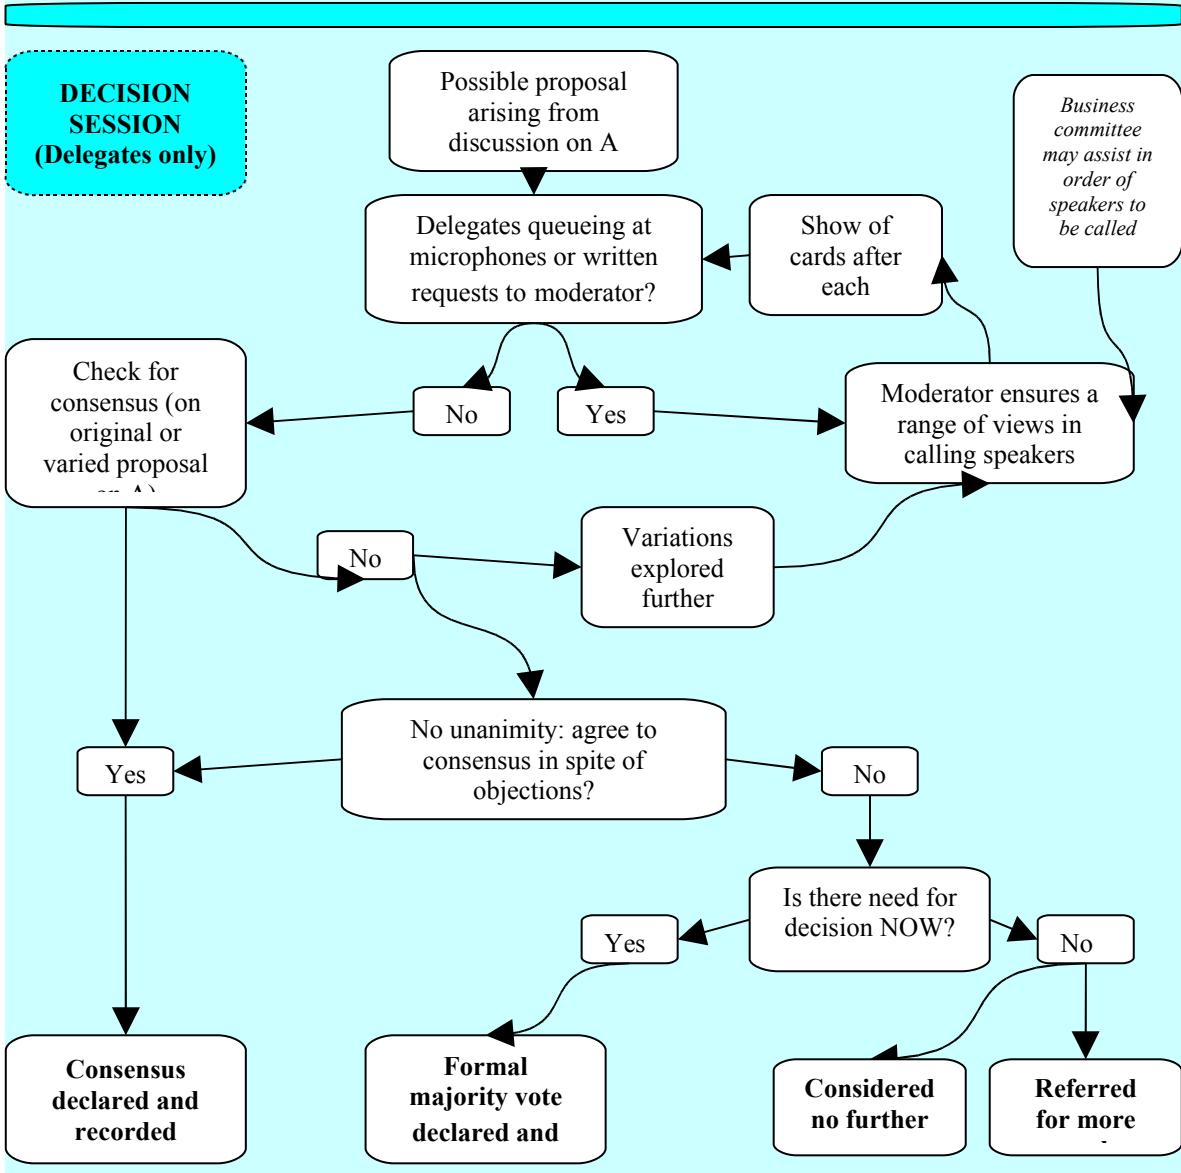 DECISION
SESSION
(Delegates only)
Possible proposal
arising from
discussion on A
Business
committee
may assist in
order of
speakers to
be called
Delegates queueing at
microphones or written
requests to moderator?
Show of
cards after
each
Check for
consensus (on
original or
varied proposal
on A)
No
Yes
Moderator ensures a
range of views in
calling speakers
No
Variations
explored
further
No unanimity: agree to
consensus in spite of
objections?
Yes
No
Is there need for
decision NOW?
Yes
No
Consensus
declared and
recorded
Formal
majority vote
declared and
Considered
no further
Referred
for more